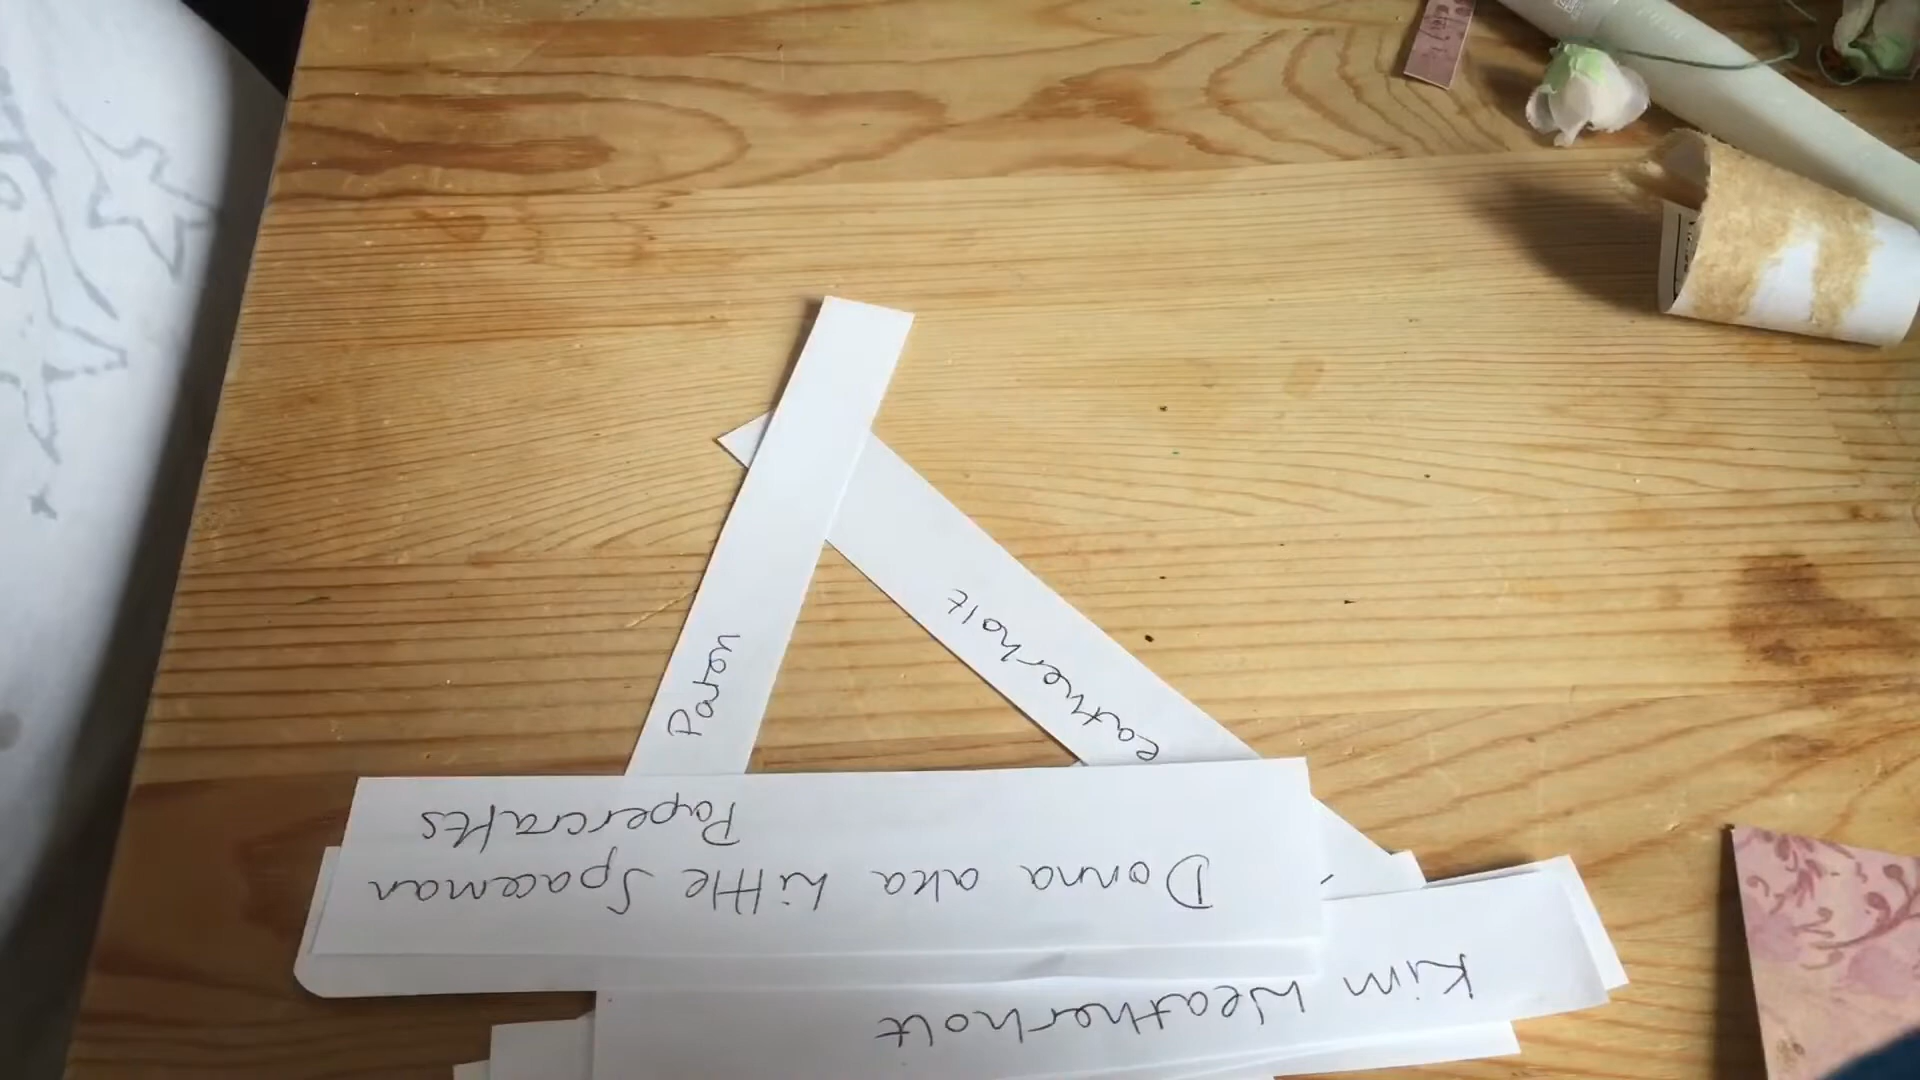 Donna aka Little Spaceman
Papercrafts
Kim Weatherholt
eatherholt
Paton